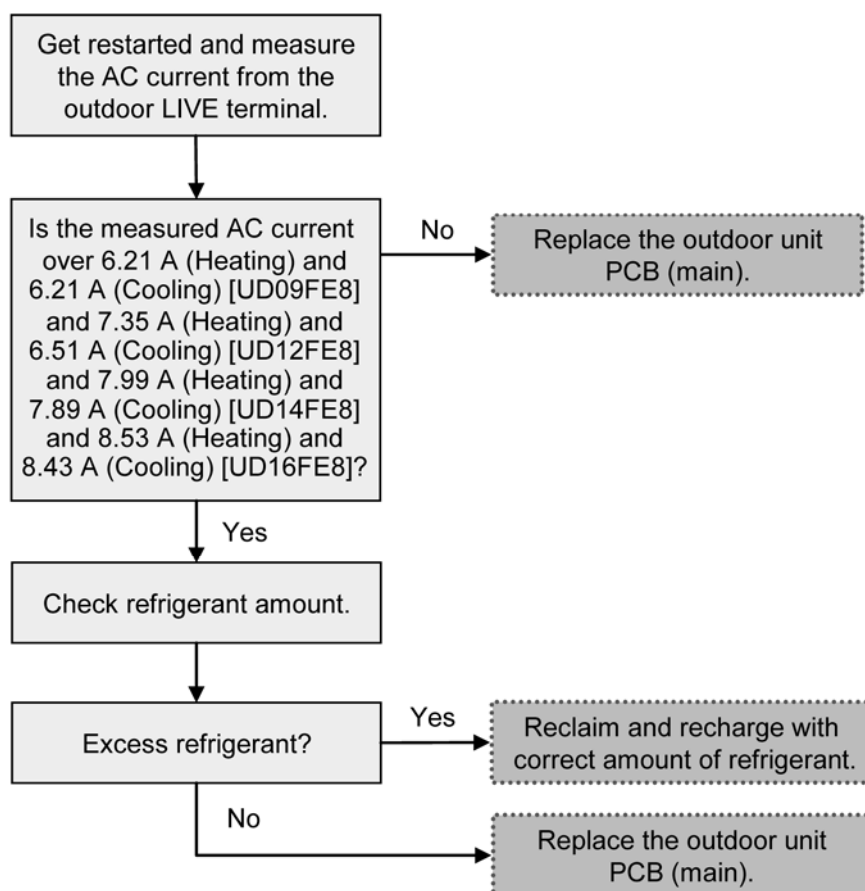 Get restarted and measure
the AC current from the
outdoor LIVE terminal.
Is the measured AC current
over 6.21 A (Heating) and
6.21 A (Cooling) [UD09FE8]
and 7.35 A (Heating) and
6.51 A (Cooling) [UD12FE8]
and 7.99 A (Heating) and
7.89 A (Cooling) [UD14FE8]
and 8.53 A (Heating) and
8.43 A (Cooling) [UD16FE8]?
No
Replace the outdoor unit
PCB (main).
Yes
Check refrigerant amount.
Excess refrigerant?
Yes
Reclaim and recharge with
correct amount of refrigerant.
No
Replace the outdoor unit
PCB (main).